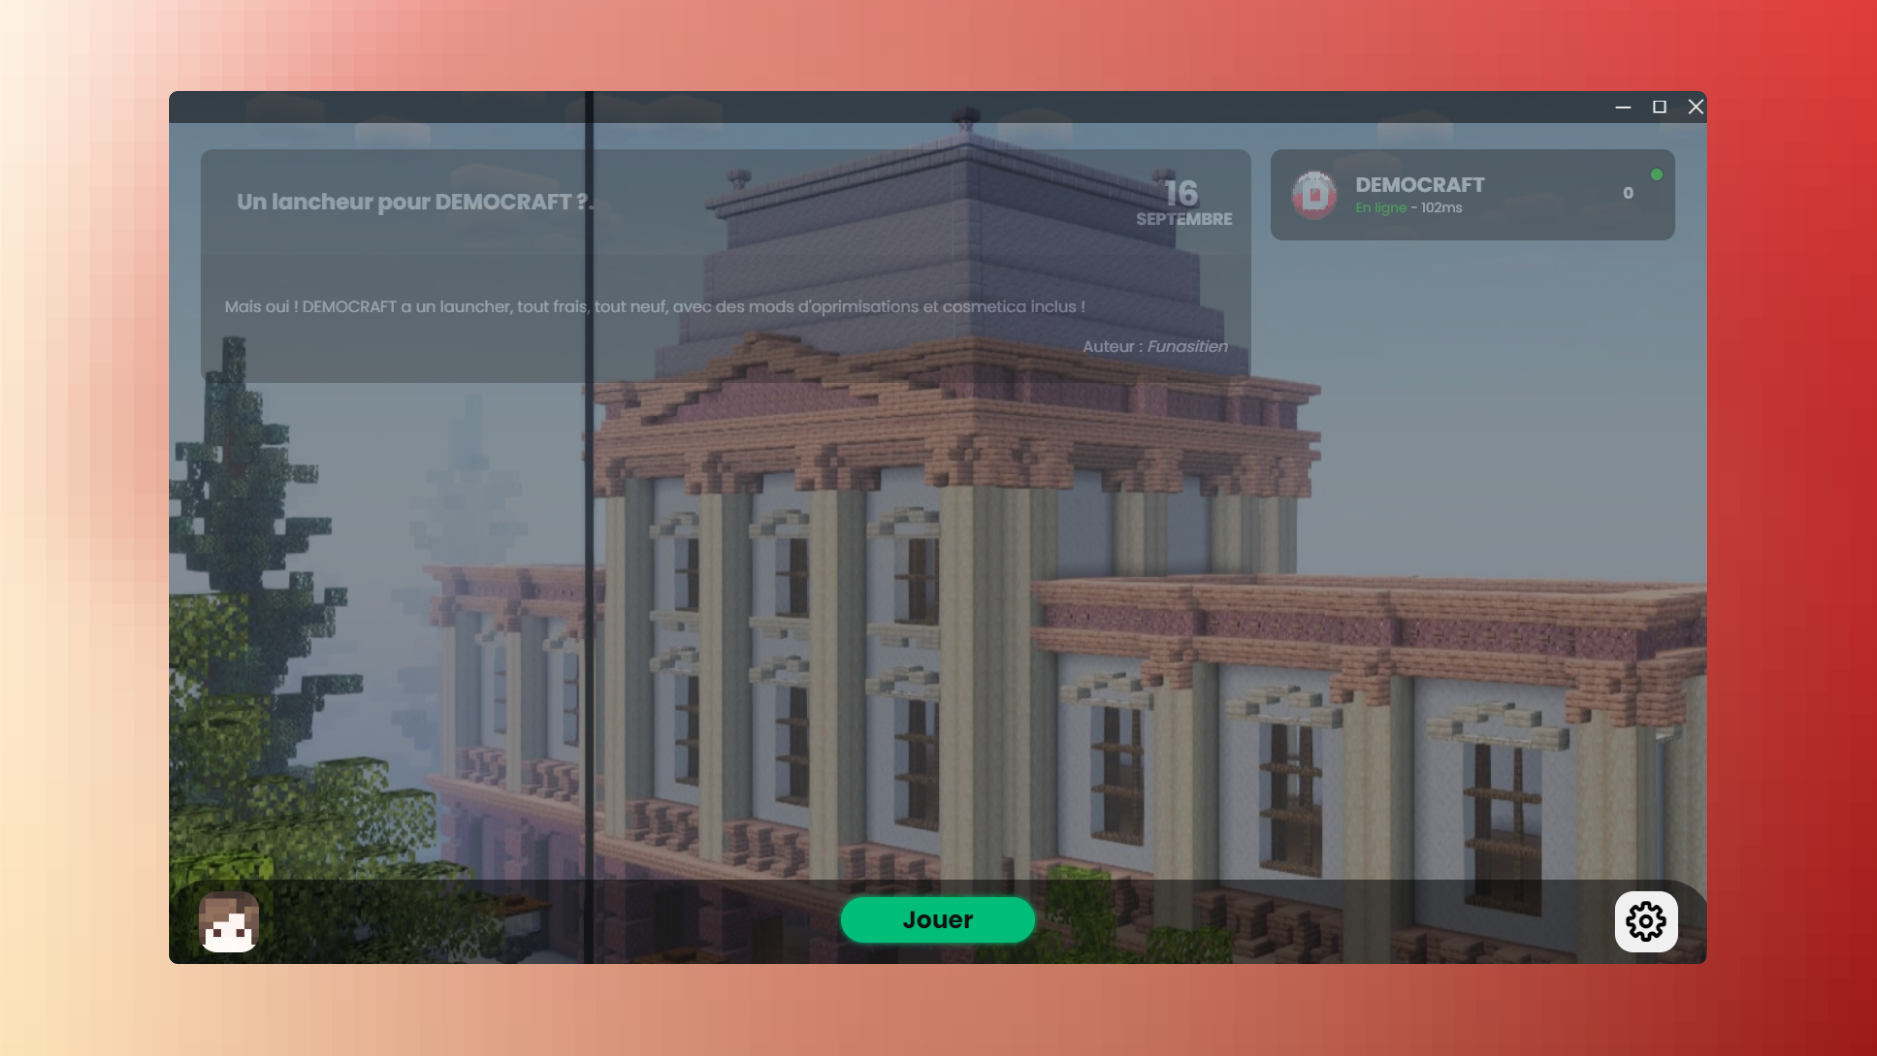 Un lancheur pour DEMOCRAFT ?.
16
SEPTEMBRE
Mais oui ! DEMOCRAFT a un launcher, tout frais, tout neuf, avec des mods d'oprimisations et cosmetica inclus !
Auteur : Funasitien
DEMOCRAFT
En ligne - 102ms
0
Jouer